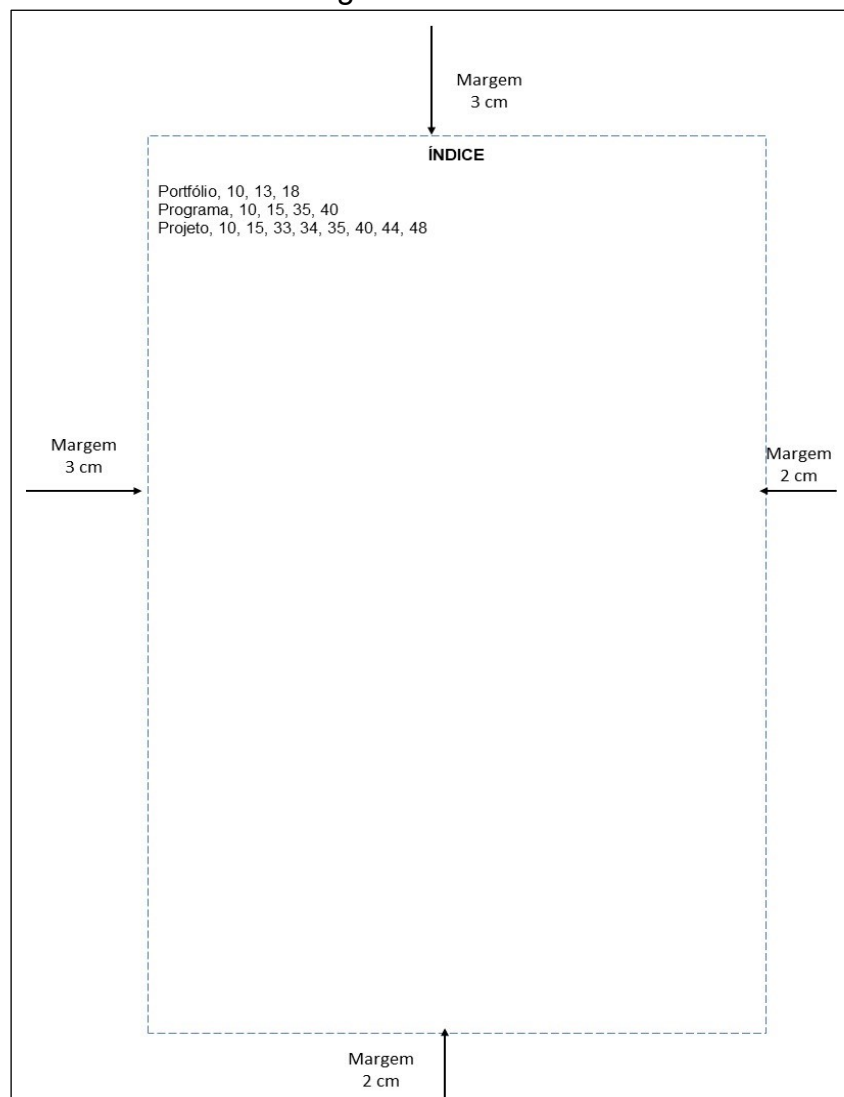 Margem
3 cm
ÍNDICE
Portfólio, 10, 13, 18
Programa, 10, 15, 35, 40
Projeto, 10, 15, 33, 34, 35, 40, 44, 48
Margem
3 cm
Margem
2 cm
Margem
2 cm